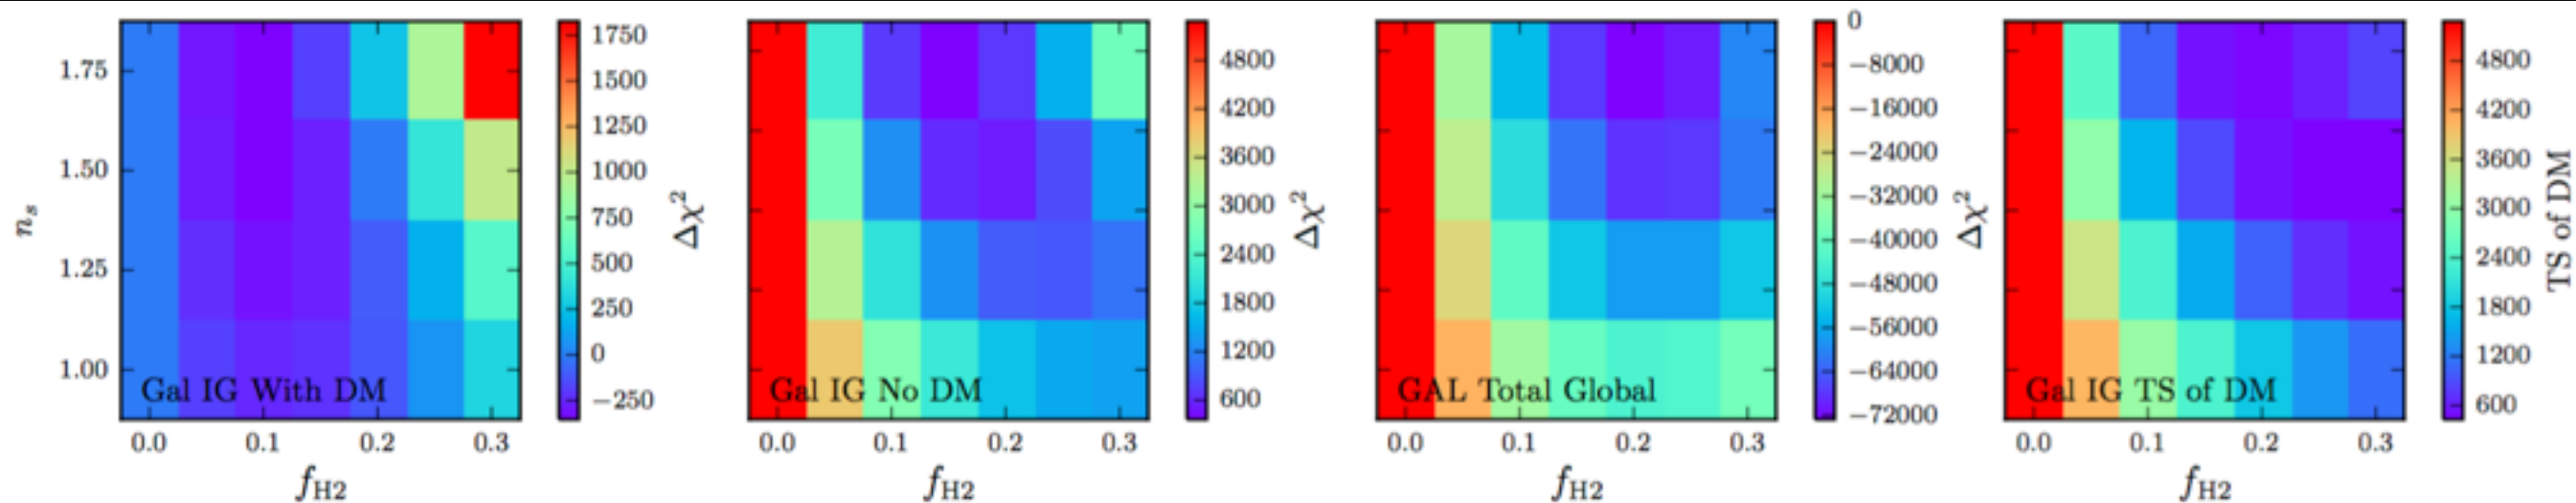 1.75
1.50
1.25
1.00
n_s
Gal IG With DM
0.0 0.1 0.2 0.3
f_H2
1750
1500
1250
1000
750
500
250
0
−250
Δχ²
Gal IG No DM
0.0 0.1 0.2 0.3
f_H2
4800
4200
3600
3000
2400
1800
1200
600
Δχ²
GAL Total Global
0.0 0.1 0.2 0.3
f_H2
0
−8000
−16000
−24000
−32000
−40000
−48000
−56000
−64000
−72000
Δχ²
Gal IG TS of DM
0.0 0.1 0.2 0.3
f_H2
4800
4200
3600
3000
2400
1800
1200
600
TS of DM